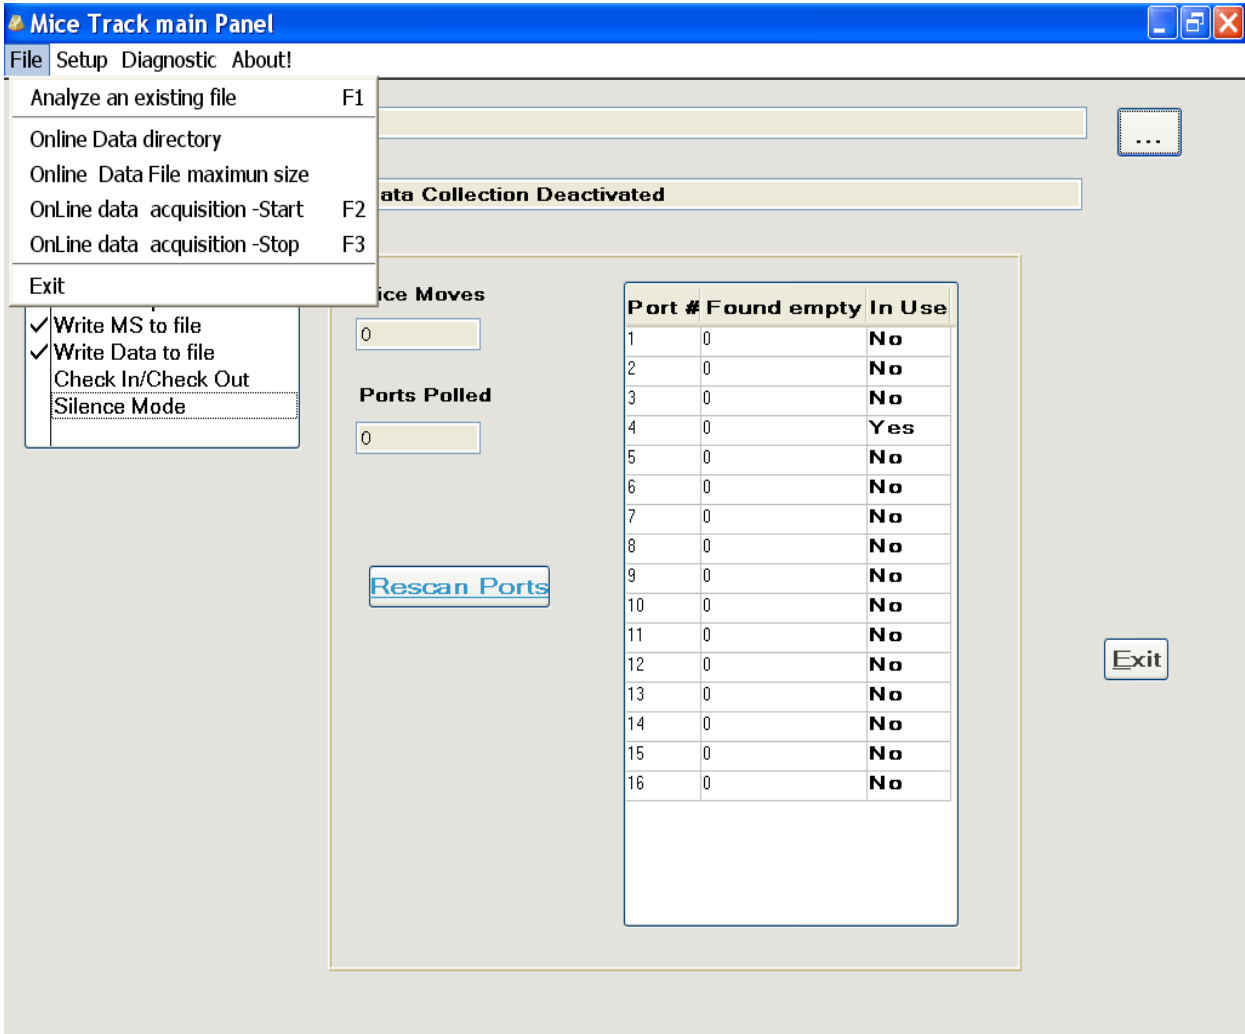 Mice Track main Panel
File Setup Diagnostic About!
Analyze an existing file F1
Online Data directory
Online Data File maximun size
OnLine data acquisition -Start F2
OnLine data acquisition -Stop F3
Exit
...
ata Collection Deactivated
Write MS to file
Write Data to file
Check In/Check Out
Silence Mode
ice Moves
0
Ports Polled
0
Rescan Ports
Port # Found empty In Use
1 0 No
2 0 No
3 0 No
4 0 Yes
5 0 No
6 0 No
7 0 No
8 0 No
9 0 No
10 0 No
11 0 No
12 0 No
13 0 No
14 0 No
15 0 No
16 0 No
Exit